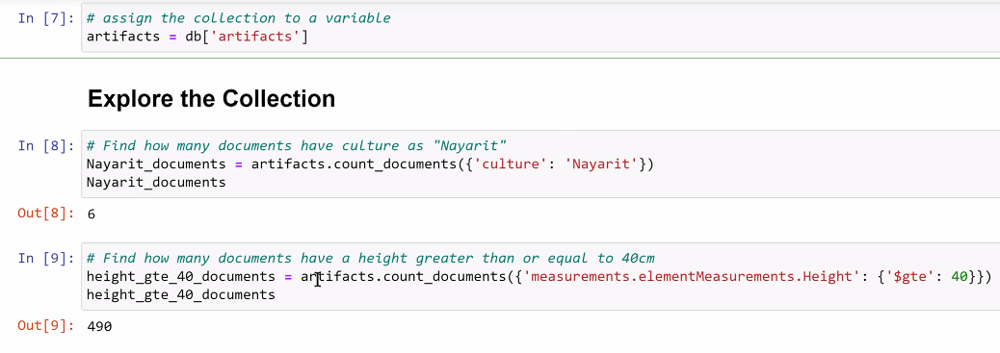 In [7]: # assign the collection to a variable
artifacts = db['artifacts']
Explore the Collection
In [8]: # Find how many documents have culture as "Nayarit"
Nayarit_documents = artifacts.count_documents({'culture': 'Nayarit'})
Nayarit_documents
Out[8]: 6
In [9]: # Find how many documents have a height greater than or equal to 40cm
height_gte_40_documents = artifacts.count_documents({'measurements.elementMeasurements.Height': {'$gte': 40}})
height_gte_40_documents
Out[9]: 490